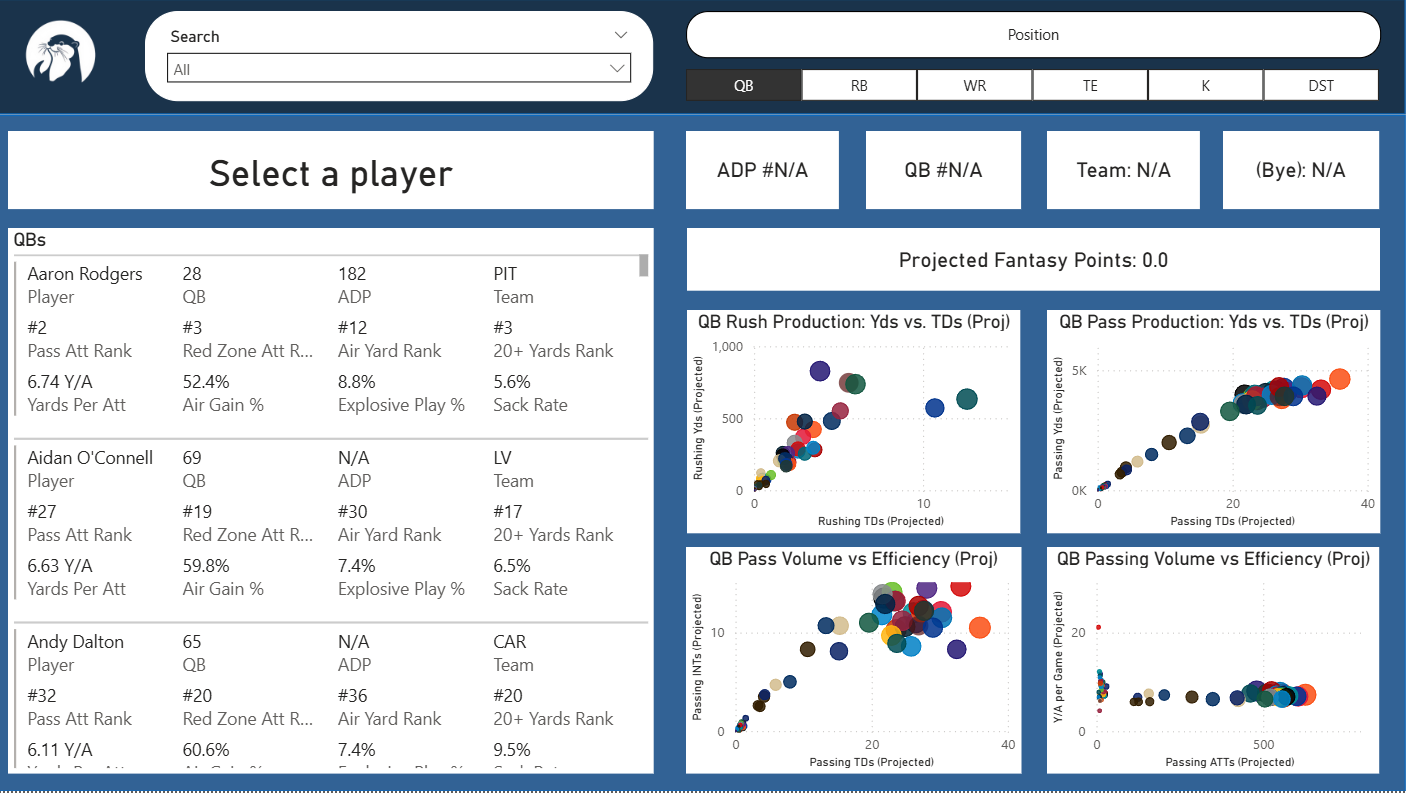 Search
All
Position
QB RB WR TE K DST
Select a player
ADP #N/A
QB #N/A
Team: N/A
(Bye): N/A
QBs
Aaron Rodgers 28 182 PIT
Player QB ADP Team
#2 #3 #12 #3
Pass Att Rank Red Zone Att R... Air Yard Rank 20+ Yards Rank
6.74 Y/A 52.4% 8.8% 5.6%
Yards Per Att Air Gain % Explosive Play % Sack Rate
Aidan O'Connell 69 N/A LV
Player QB ADP Team
#27 #19 #30 #17
Pass Att Rank Red Zone Att R... Air Yard Rank 20+ Yards Rank
6.63 Y/A 59.8% 7.4% 6.5%
Yards Per Att Air Gain % Explosive Play % Sack Rate
Andy Dalton 65 N/A CAR
Player QB ADP Team
#32 #20 #36 #20
Pass Att Rank Red Zone Att R... Air Yard Rank 20+ Yards Rank
6.11 Y/A 60.6% 7.4% 9.5%
Projected Fantasy Points: 0.0
QB Rush Production: Yds vs. TDs (Proj)
Rushing Yds (Projected)
1,000
500
0
0 10
Rushing TDs (Projected)
QB Pass Production: Yds vs. TDs (Proj)
Passing Yds (Projected)
5K
0K
0 20 40
Passing TDs (Projected)
QB Pass Volume vs Efficiency (Proj)
Passing INTs (Projected)
10
0
0 20 40
Passing TDs (Projected)
QB Passing Volume vs Efficiency (Proj)
Y/A per Game (Projected)
20
0
0 500
Passing ATTs (Projected)